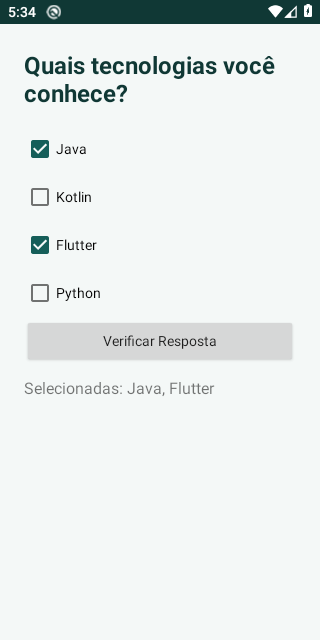 5:34
Quais tecnologias você
conhece?
Java
Kotlin
Flutter
Python
Verificar Resposta
Selecionadas: Java, Flutter